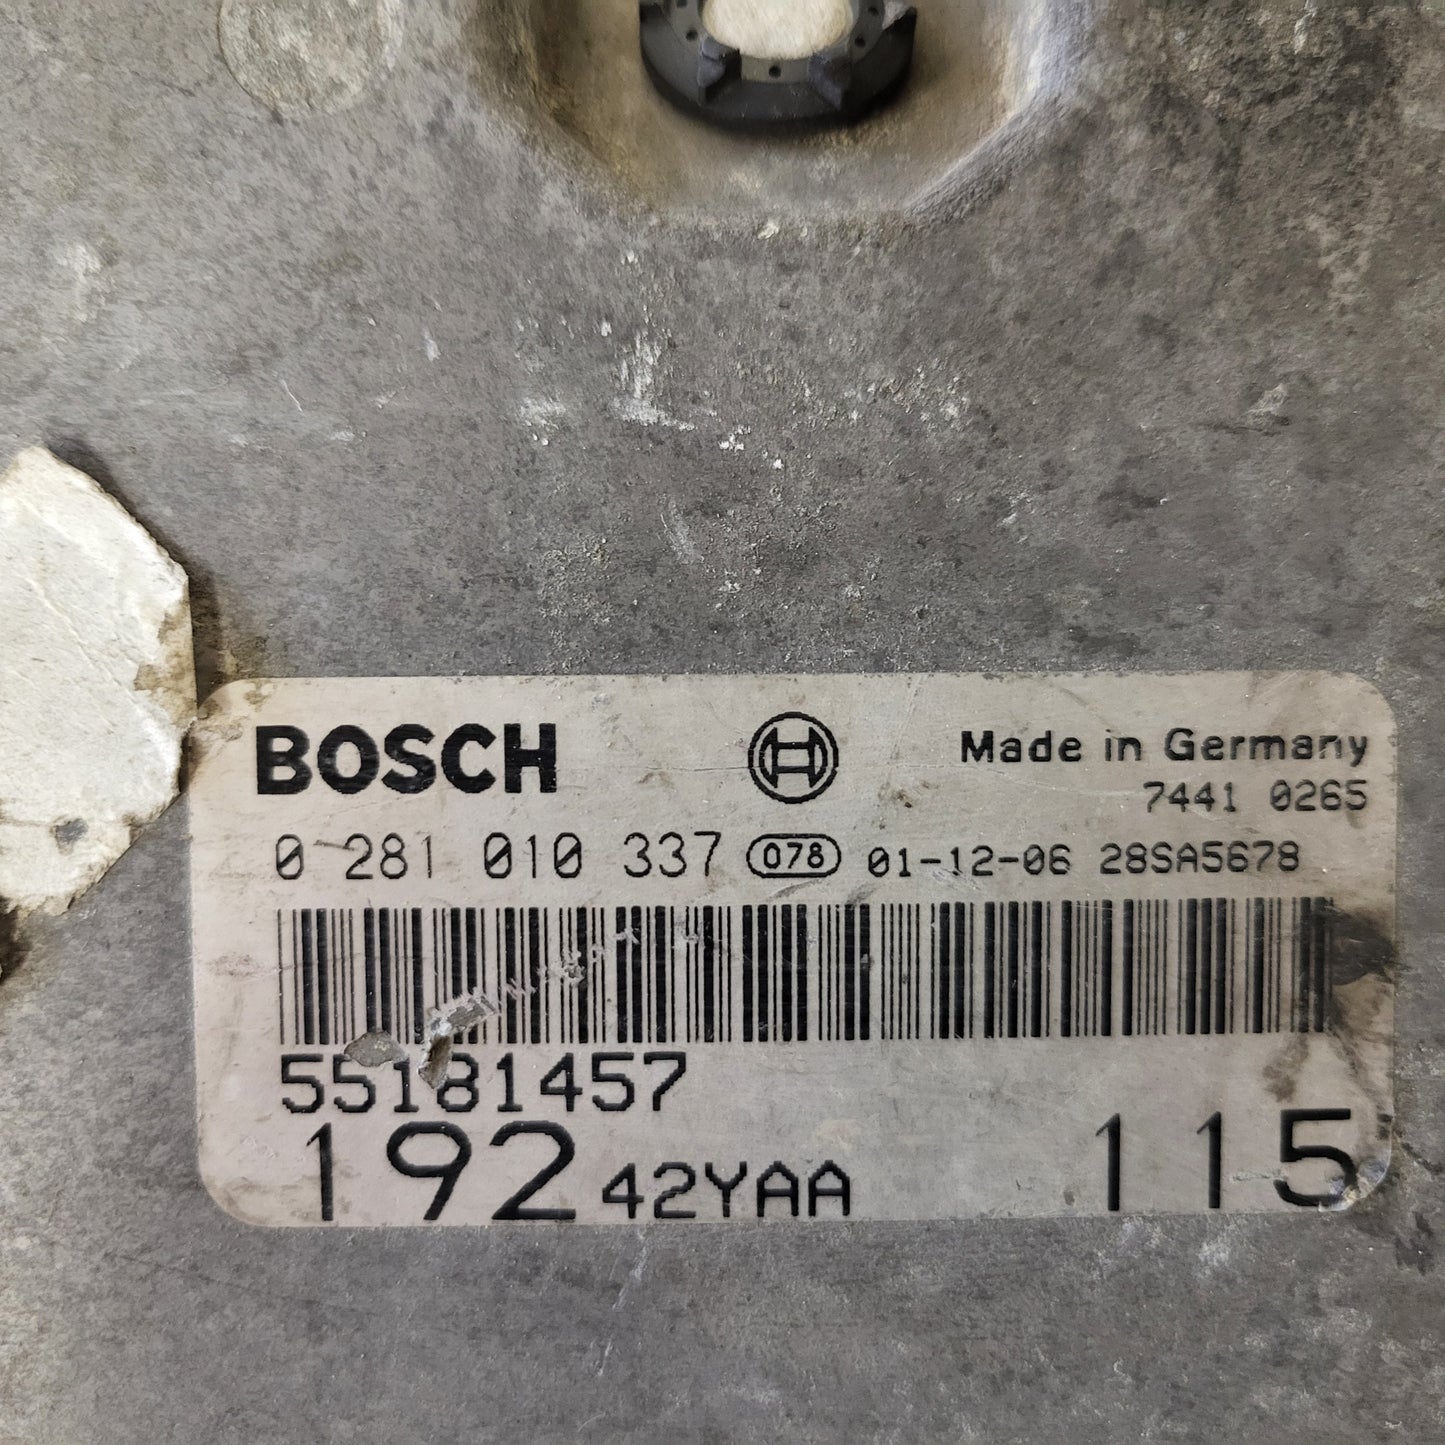 BOSCH
Made in Germany
7441 0265
0 281 010 337 078 01-12-06 28SA5678
55181457
192 42YAA 115